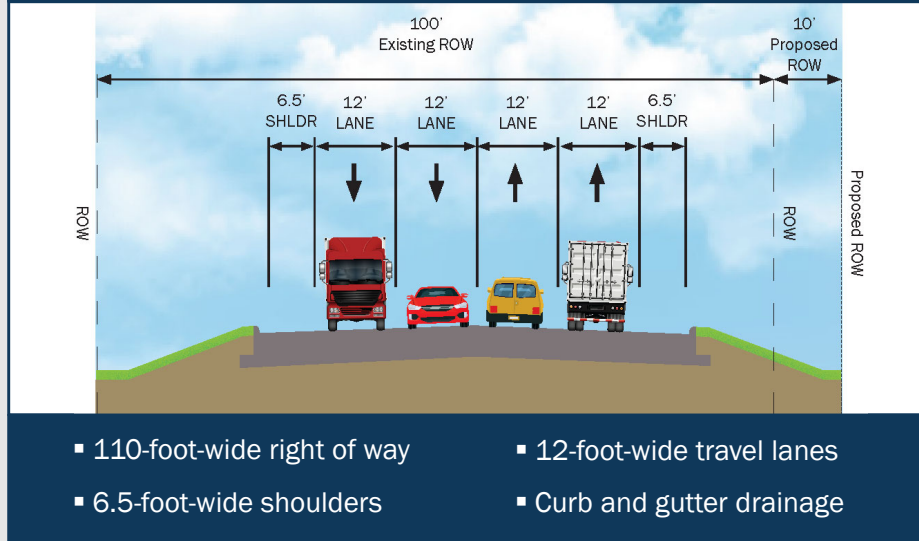 100'
Existing ROW
10'
Proposed
ROW
6.5'
SHLDR
12'
LANE
12'
LANE
12'
LANE
12'
LANE
6.5'
SHLDR
ROW
ROW
Proposed ROW
▪ 110-foot-wide right of way
▪ 6.5-foot-wide shoulders
▪ 12-foot-wide travel lanes
▪ Curb and gutter drainage